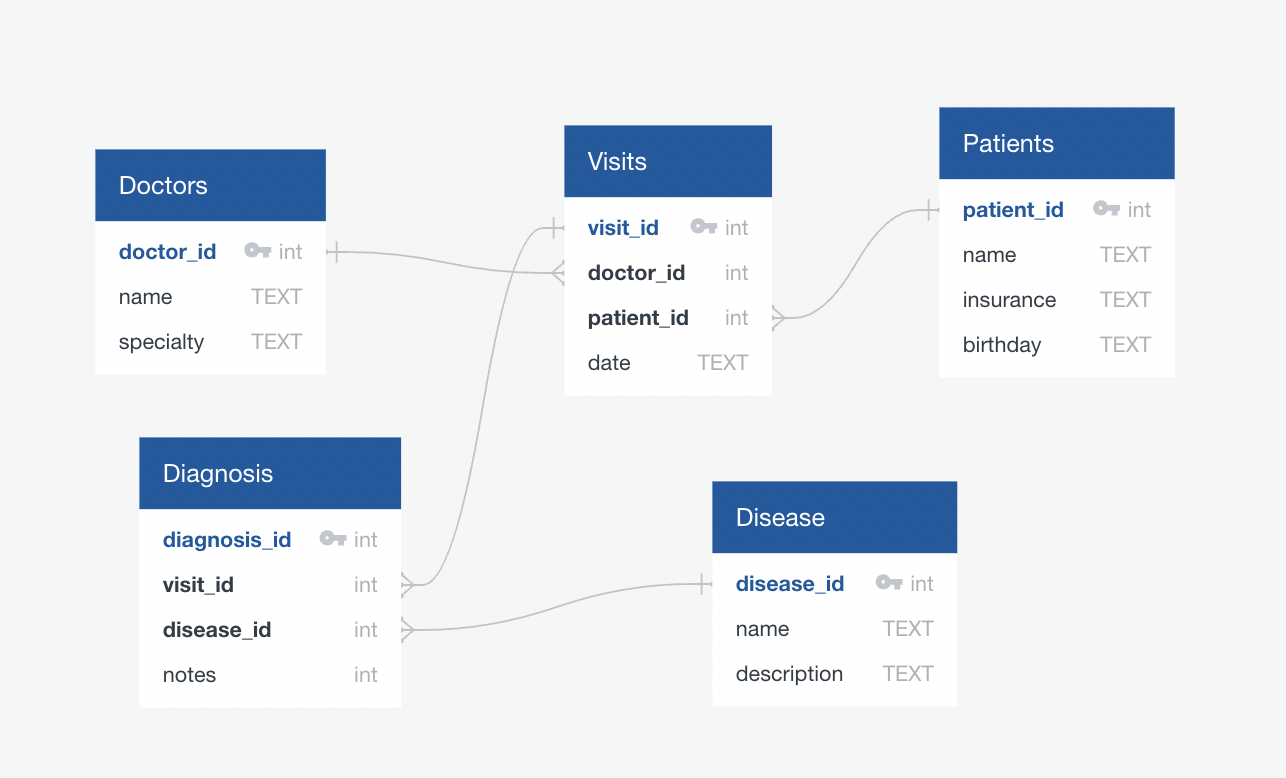 Doctors
doctor_id int
name TEXT
specialty TEXT
Visits
visit_id int
doctor_id int
patient_id int
date TEXT
Patients
patient_id int
name TEXT
insurance TEXT
birthday TEXT
Diagnosis
diagnosis_id int
visit_id int
disease_id int
notes int
Disease
disease_id int
name TEXT
description TEXT